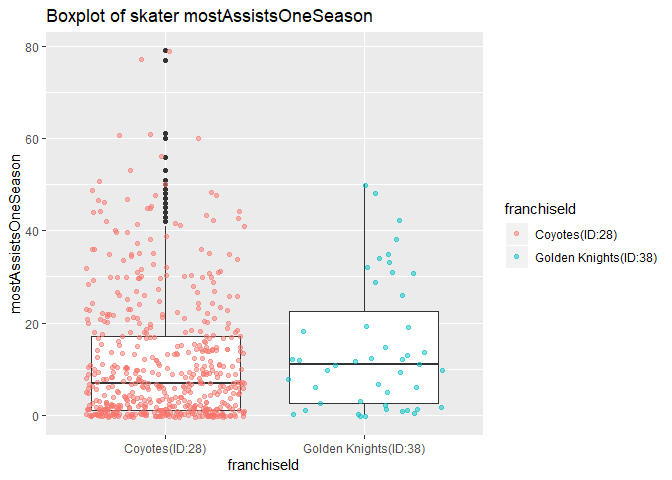 Boxplot of skater mostAssistsOneSeason
80
60
40
20
0
mostAssistsOneSeason
Coyotes(ID:28)
Golden Knights(ID:38)
franchiseId
franchiseId
Coyotes(ID:28)
Golden Knights(ID:38)